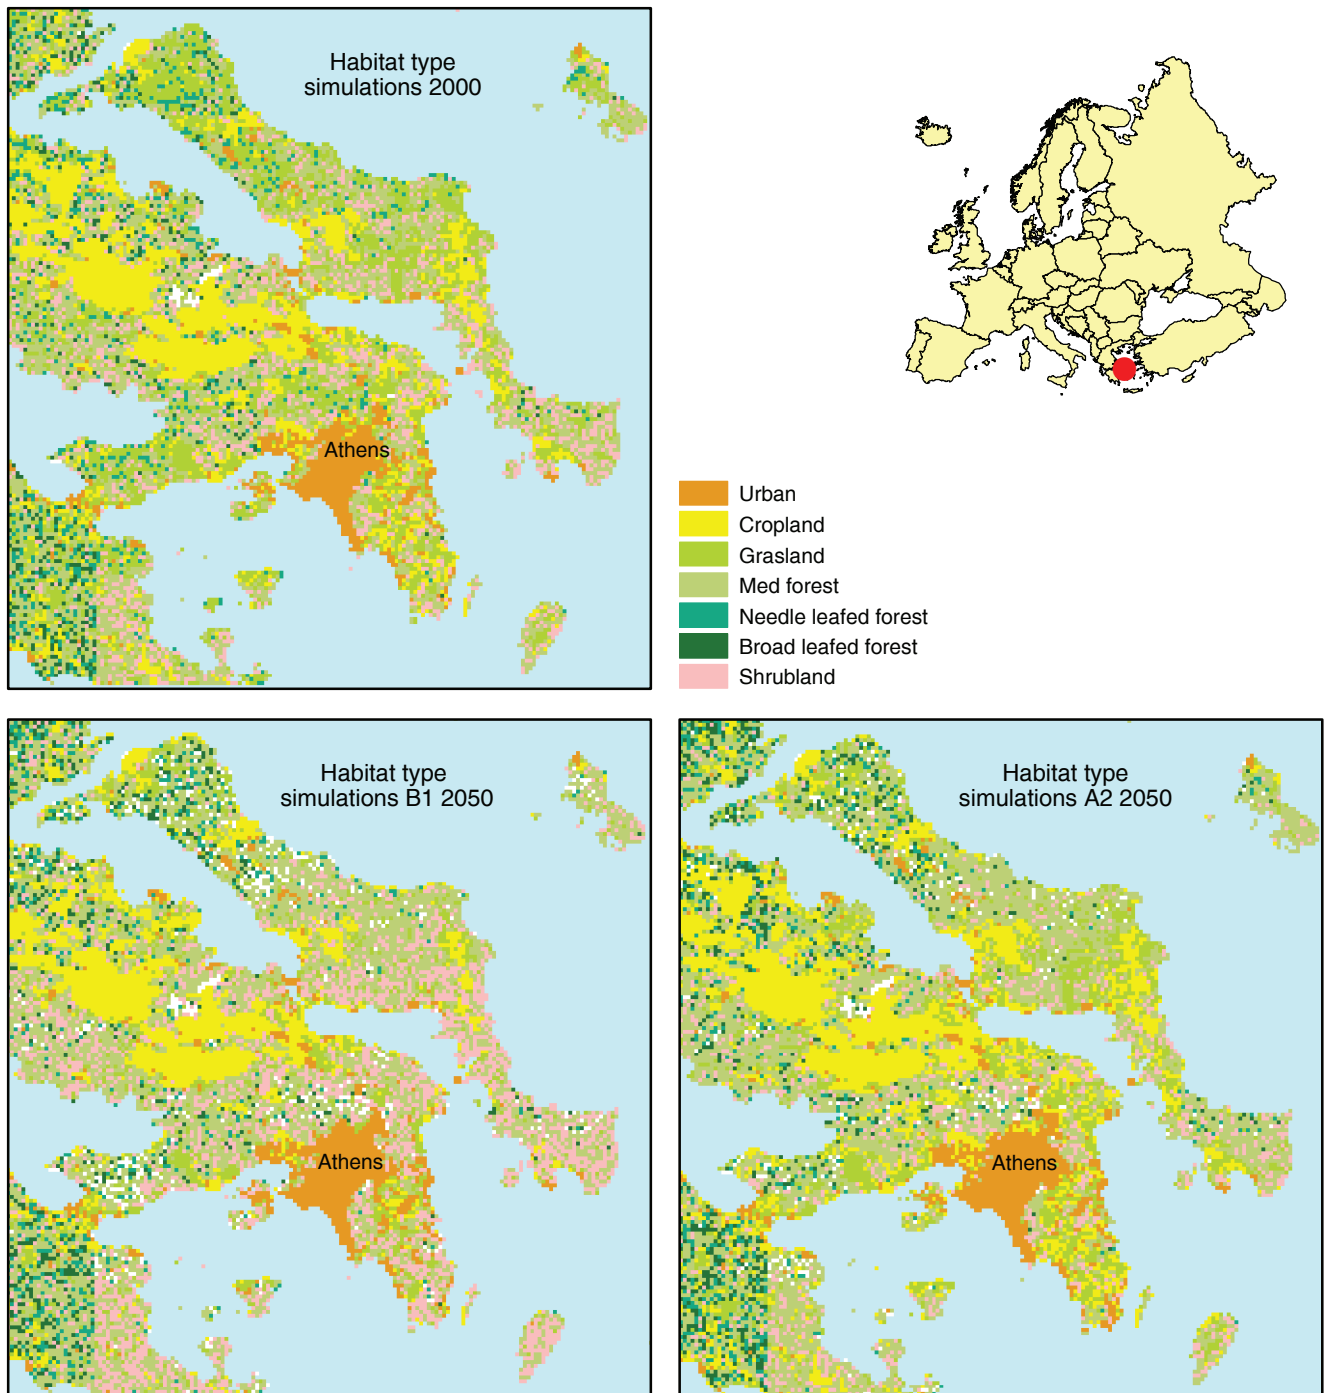 Habitat type
simulations 2000
Athens
Urban
Cropland
Grasland
Med forest
Needle leafed forest
Broad leafed forest
Shrubland
Habitat type
simulations B1 2050
Athens
Habitat type
simulations A2 2050
Athens